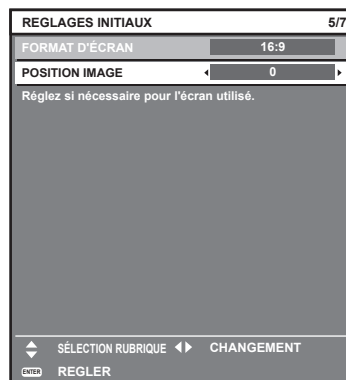 REGLAGES INITIAUX 5/7
FORMAT D'ÉCRAN 16:9
POSITION IMAGE 0
Réglez si nécessaire pour l'écran utilisé.
SÉLECTION RUBRIQUE CHANGEMENT
ENTER REGLER